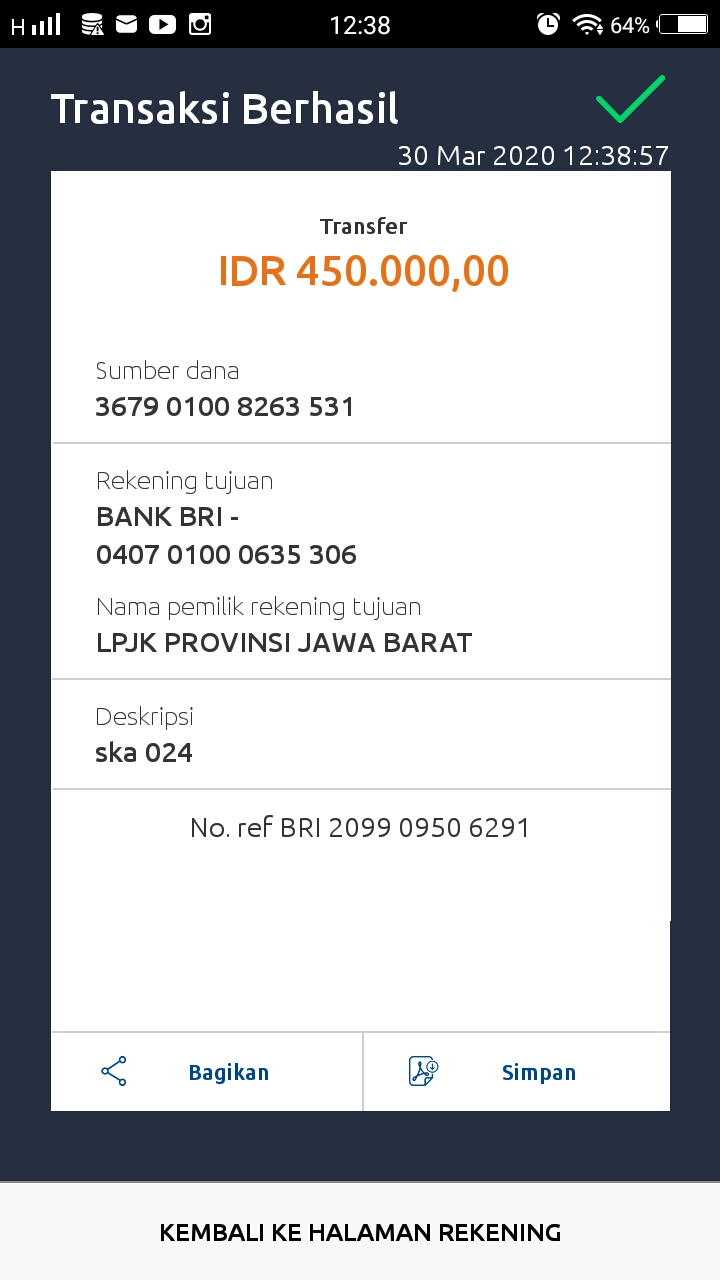 H 12:38 64%
Transaksi Berhasil
30 Mar 2020 12:38:57
Transfer
IDR 450.000,00
Sumber dana
3679 0100 8263 531
Rekening tujuan
BANK BRI -
0407 0100 0635 306
Nama pemilik rekening tujuan
LPJK PROVINSI JAWA BARAT
Deskripsi
ska 024
No. ref BRI 2099 0950 6291
Bagikan Simpan
KEMBALI KE HALAMAN REKENING